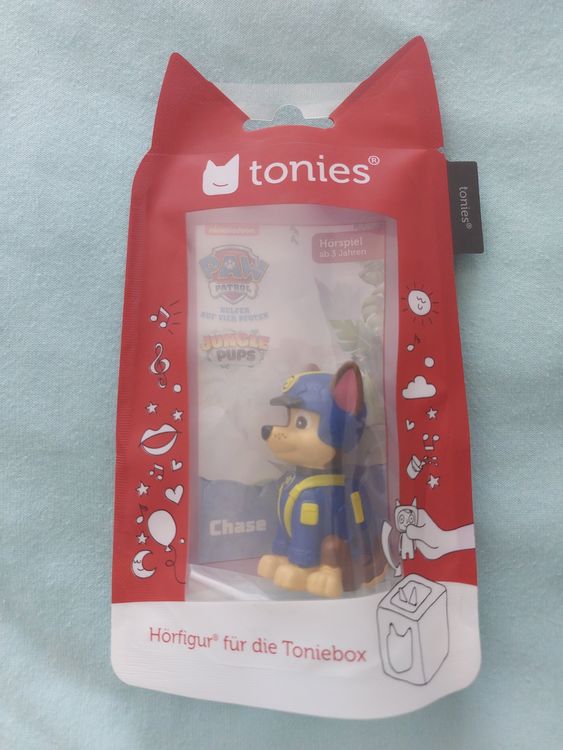 tonies®
tonies®
nickelodeon
Hörspiel
ab 3 Jahren
PAW
PATROL
HELFER
AUF VIER PFOTEN
JUNGLE
PUPS
Chase
Hörfigur® für die Toniebox